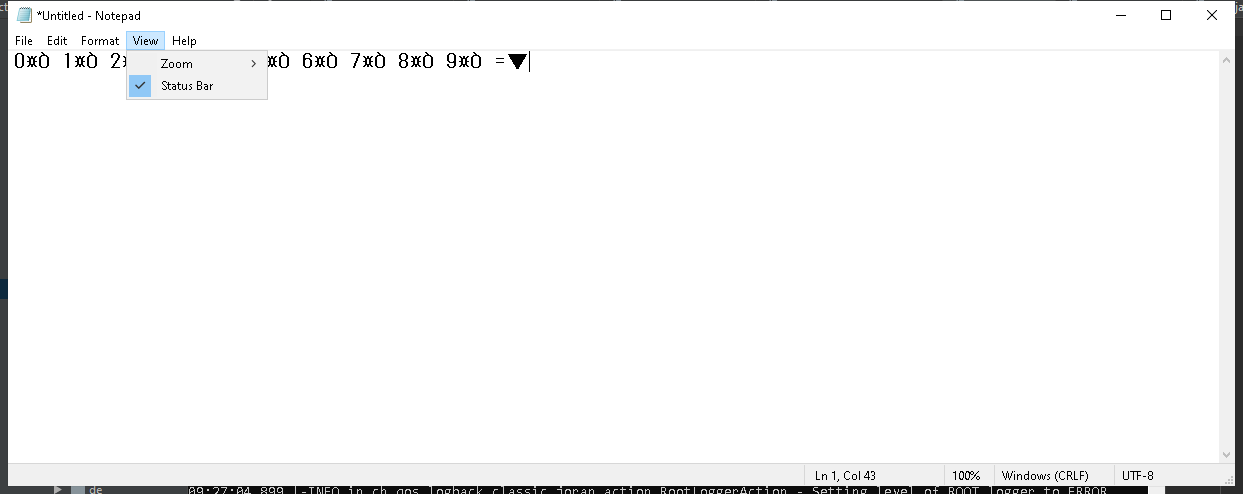 *Untitled - Notepad
File Edit Format View Help
0¤Ò 1¤Ò 2 ¤Ò 6¤Ò 7¤Ò 8¤Ò 9¤Ò =▼
Zoom
Status Bar
Ln 1, Col 43 100% Windows (CRLF) UTF-8
de 09:27:04,899 |-INFO in ch.qos.logback.classic.joran.action.RootLoggerAction - Setting level of ROOT logger to ERROR